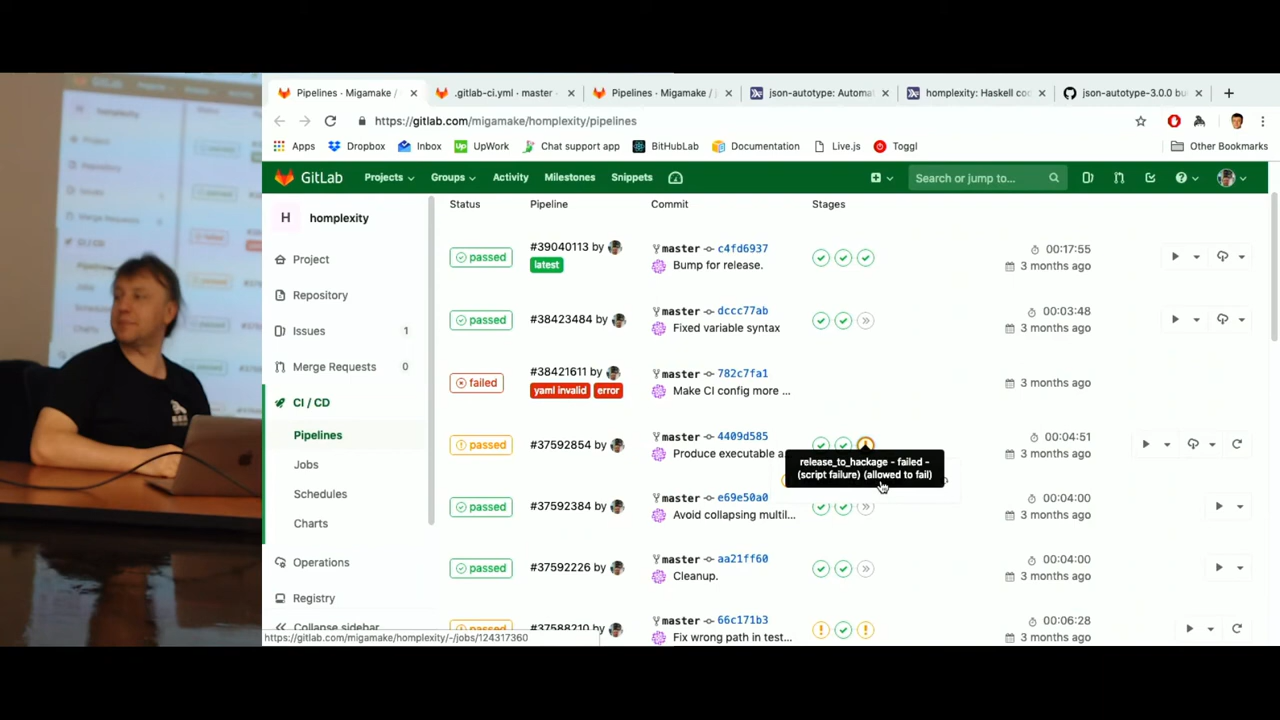 Pipelines · Migamake /
.gitlab-ci.yml · master ·
Pipelines · Migamake / j
json-autotype: Automat
homplexity: Haskell co
json-autotype-3.0.0 bu
https://gitlab.com/migamake/homplexity/pipelines
Apps
Dropbox
Inbox
Up UpWork
Chat support app
BitHubLab
Documentation
Live.js
Toggl
Other Bookmarks
GitLab
Projects
Groups
Activity
Milestones
Snippets
Search or jump to...
H homplexity
Project
Repository
Issues 1
Merge Requests 0
CI / CD
Pipelines
Jobs
Schedules
Charts
Operations
Registry
Collapse sidebar
https://gitlab.com/migamake/homplexity/-/jobs/124317360
Status Pipeline Commit Stages
passed #39040113 by master c4fd6937 00:17:55
latest Bump for release. 3 months ago
passed #38423484 by master dccc77ab 00:03:48
Fixed variable syntax 3 months ago
failed #38421611 by master 782c7fa1
yaml invalid error Make CI config more ... 3 months ago
passed #37592854 by master 4409d585 00:04:51
Produce executable a 3 months ago
release_to_hackage - failed -
(script failure) (allowed to fail)
passed #37592384 by master e69e50a0 00:04:00
Avoid collapsing multil... 3 months ago
passed #37592226 by master aa21ff60 00:04:00
Cleanup. 3 months ago
passed #37588210 by master 66c171b3 00:06:28
Fix wrong path in test... 3 months ago